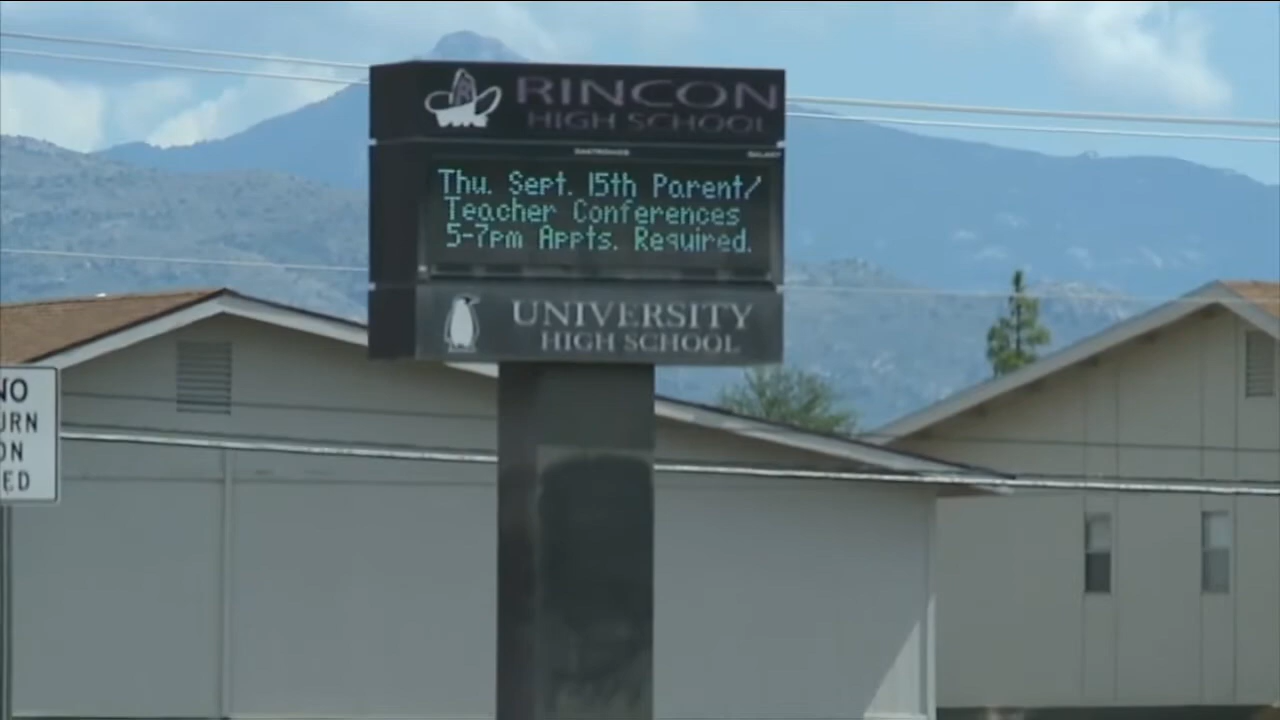 RINCON
HIGH SCHOOL
Thu. Sept. 15th Parent/
Teacher Conferences
5-7pm Appts. Required.
UNIVERSITY
HIGH SCHOOL
NO
URN
ON
ED